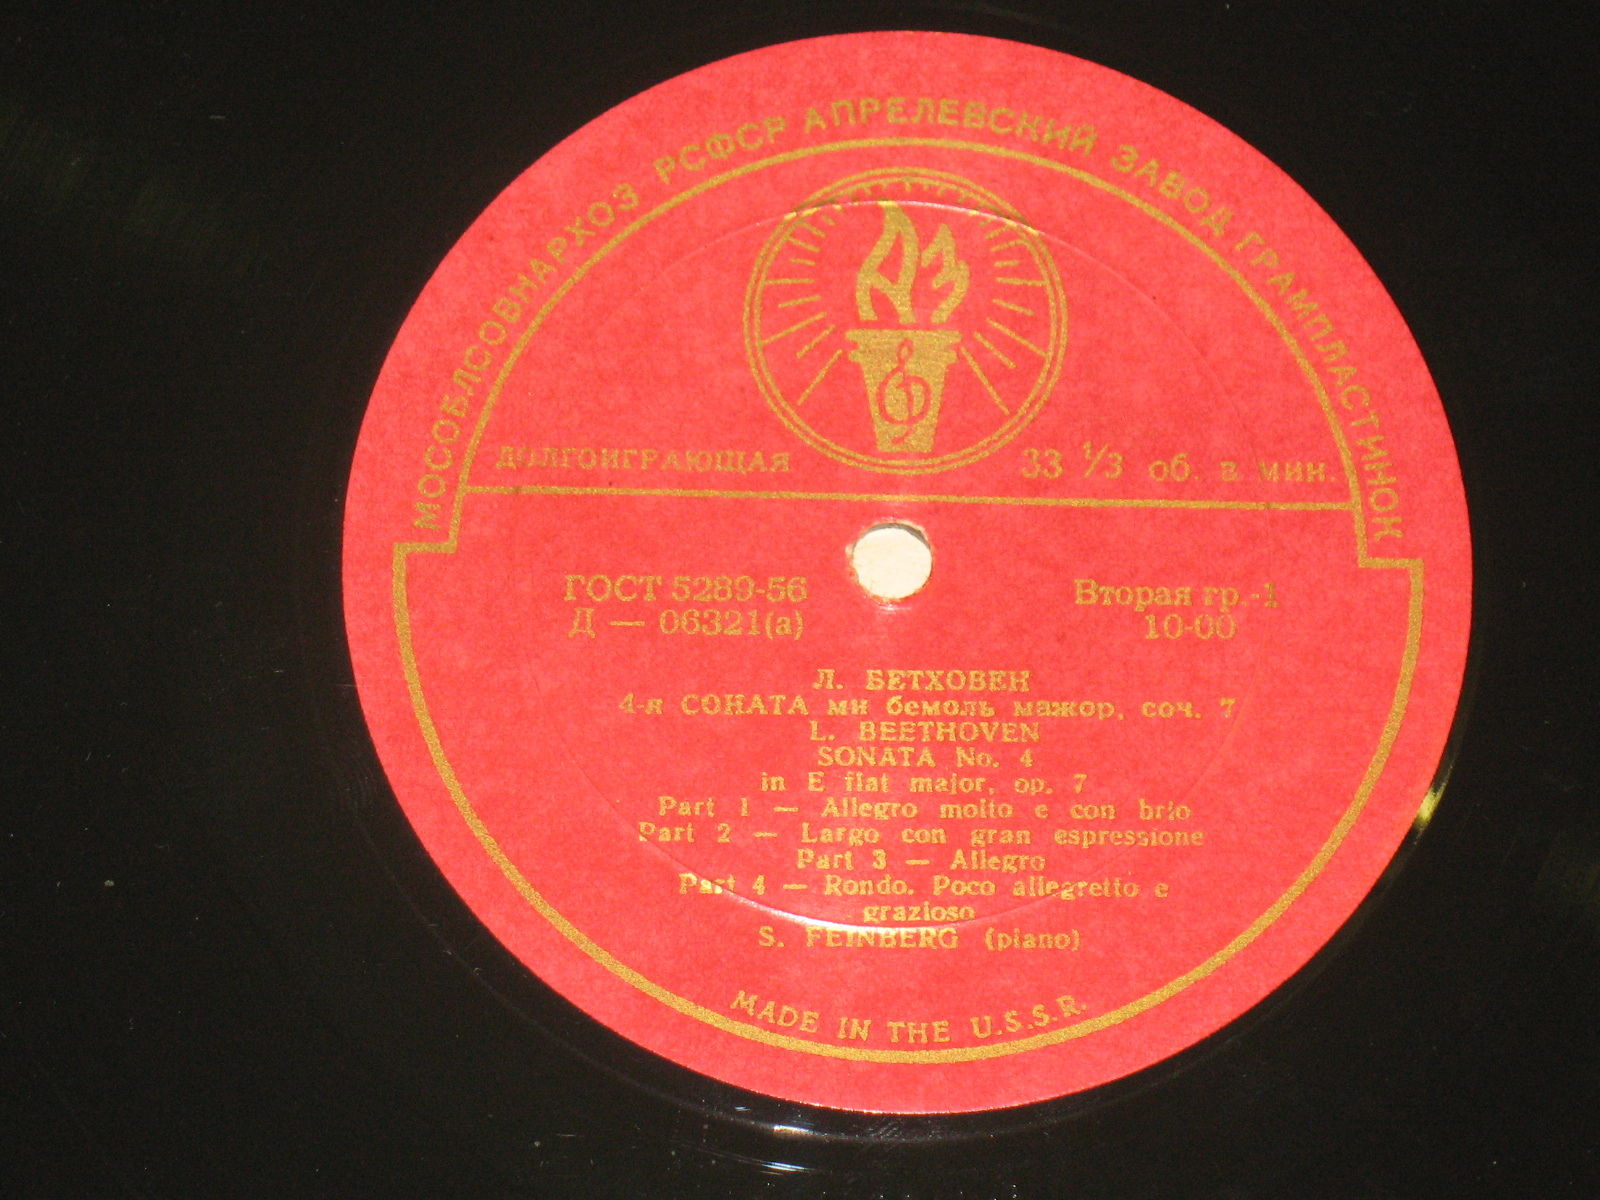 МОСОБЛСОВНАРХОЗ РСФСР АПРЕЛЕВСКИЙ ЗАВОД ГРАМПЛАСТИНОК
АЗ
ДОЛГОИГРАЮЩАЯ 33 1/3 об. в мин.
ГОСТ 5289-56 Вторая гр.-1
Д — 06321(а) 10-00
Л. БЕТХОВЕН
4-я СОНАТА ми бемоль мажор, соч. 7
L. BEETHOVEN
SONATA No. 4
in E flat major, op. 7
Part 1 — Allegro molto e con brio
Part 2 — Largo con gran espressione
Part 3 — Allegro
Part 4 — Rondo. Poco allegretto e
grazioso
S. FEINBERG (piano)
MADE IN THE U.S.S.R.